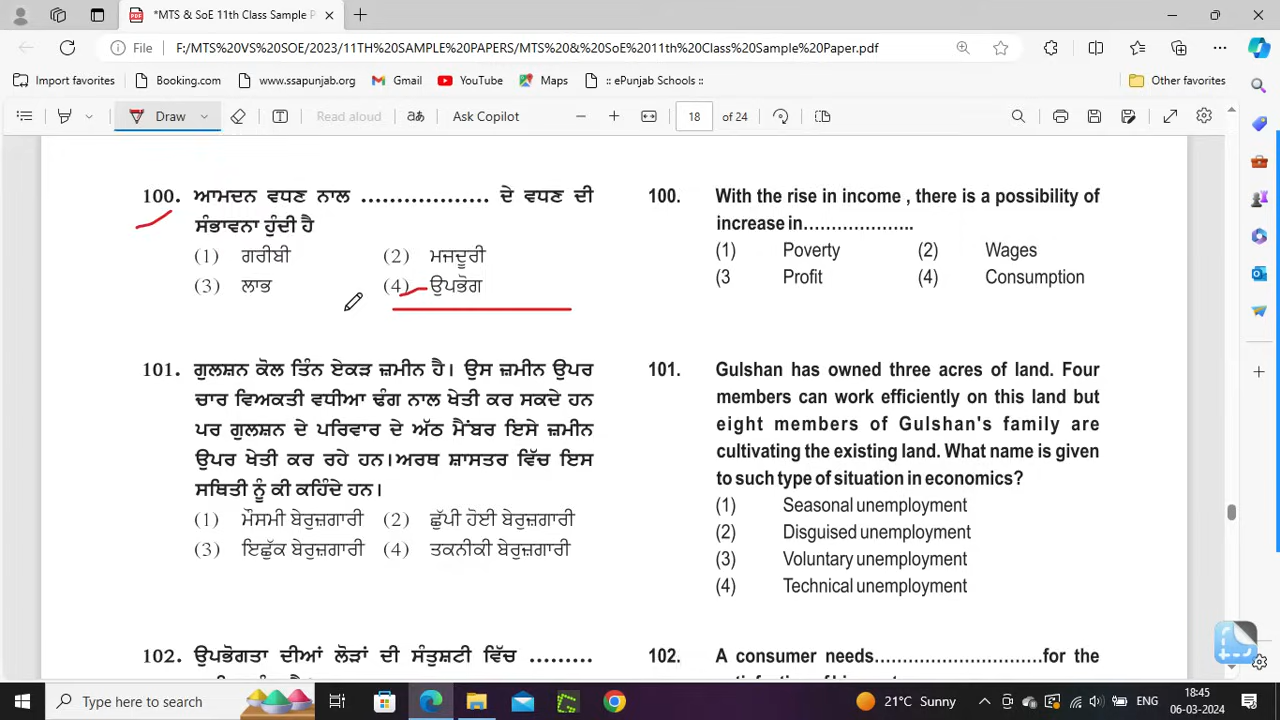 *MTS & SoE 11th Class Sample P
File
F:/MTS%20VS%20SOE/2023/11TH%20SAMPLE%20PAPERS/MTS%20&%20SoE%2011th%20Class%20Sample%20Paper.pdf
Import favorites
Booking.com
www.ssapunjab.org
Gmail
YouTube
Maps
:: ePunjab Schools ::
Other favorites
Draw
Read aloud
Ask Copilot
18
of 24
100. ਆਮਦਨ ਵਧਣ ਨਾਲ .................. ਦੇ ਵਧਣ ਦੀ
ਸੰਭਾਵਨਾ ਹੁੰਦੀ ਹੈ
(1) ਗਰੀਬੀ (2) ਮਜਦੂਰੀ
(3) ਲਾਭ (4) ਉਪਭੋਗ
101. ਗੁਲਸ਼ਨ ਕੋਲ ਤਿੰਨ ਏਕੜ ਜ਼ਮੀਨ ਹੈ। ਉਸ ਜ਼ਮੀਨ ਉਪਰ
ਚਾਰ ਵਿਅਕਤੀ ਵਧੀਆ ਢੰਗ ਨਾਲ ਖੇਤੀ ਕਰ ਸਕਦੇ ਹਨ
ਪਰ ਗੁਲਸ਼ਨ ਦੇ ਪਰਿਵਾਰ ਦੇ ਅੱਠ ਮੈਂਬਰ ਇਸੇ ਜ਼ਮੀਨ
ਉਪਰ ਖੇਤੀ ਕਰ ਰਹੇ ਹਨ।ਅਰਥ ਸ਼ਾਸਤਰ ਵਿੱਚ ਇਸ
ਸਥਿਤੀ ਨੂੰ ਕੀ ਕਹਿੰਦੇ ਹਨ।
(1) ਮੌਸਮੀ ਬੇਰੁਜ਼ਗਾਰੀ (2) ਛੁੱਪੀ ਹੋਈ ਬੇਰੁਜ਼ਗਾਰੀ
(3) ਇਛੁੱਕ ਬੇਰੁਜ਼ਗਾਰੀ (4) ਤਕਨੀਕੀ ਬੇਰੁਜ਼ਗਾਰੀ
102. ਉਪਭੋਗਤਾ ਦੀਆਂ ਲੋੜਾਂ ਦੀ ਸੰਤੁਸ਼ਟੀ ਵਿੱਚ .........
100. With the rise in income , there is a possibility of
increase in....................
(1) Poverty (2) Wages
(3 Profit (4) Consumption
101. Gulshan has owned three acres of land. Four
members can work efficiently on this land but
eight members of Gulshan's family are
cultivating the existing land. What name is given
to such type of situation in economics?
(1) Seasonal unemployment
(2) Disguised unemployment
(3) Voluntary unemployment
(4) Technical unemployment
102. A consumer needs..............................for the
Type here to search
21°C Sunny
ENG
18:45
06-03-2024